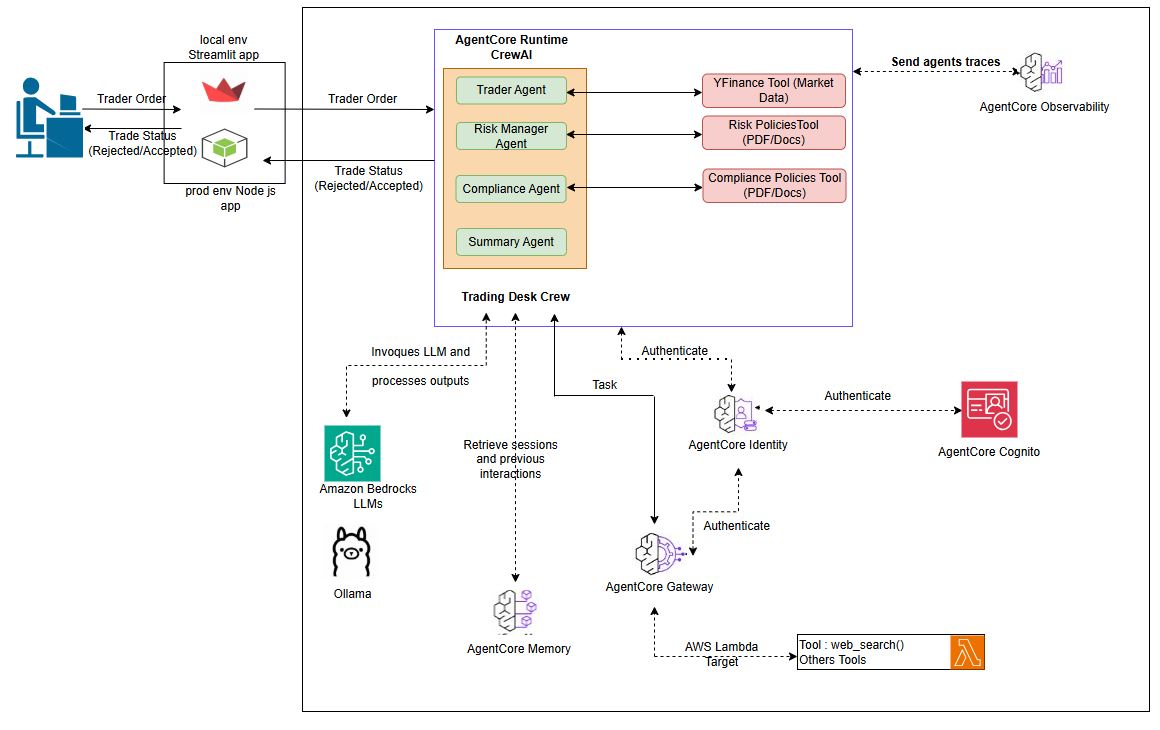 local env
Streamlit app
Trader Order
Trade Status
(Rejected/Accepted)
prod env Node js
app
Trader Order
Trade Status
(Rejected/Accepted)
AgentCore Runtime
CrewAI
Trader Agent
Risk Manager
Agent
Compliance Agent
Summary Agent
Trading Desk Crew
YFinance Tool (Market
Data)
Risk PoliciesTool
(PDF/Docs)
Compliance Policies Tool
(PDF/Docs)
Send agents traces
AgentCore Observability
Invoques LLM and
processes outputs
Amazon Bedrocks
LLMs
Ollama
Retrieve sessions
and previous
interactions
AgentCore Memory
Task
Authenticate
AgentCore Identity
Authenticate
AgentCore Cognito
Authenticate
AgentCore Gateway
AWS Lambda
Target
Tool : web_search()
Others Tools